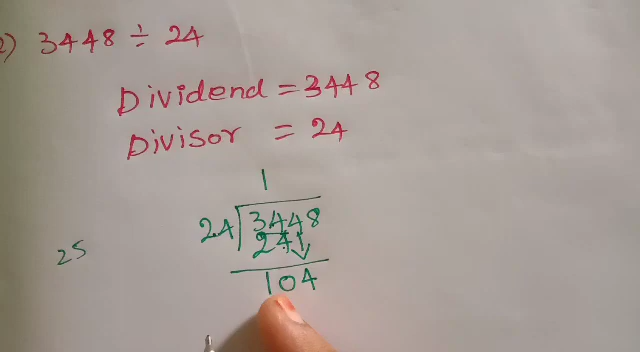 2) 3448 ÷ 24
Dividend = 3448
Divisor = 24
1
24)3448
24↓
25
104